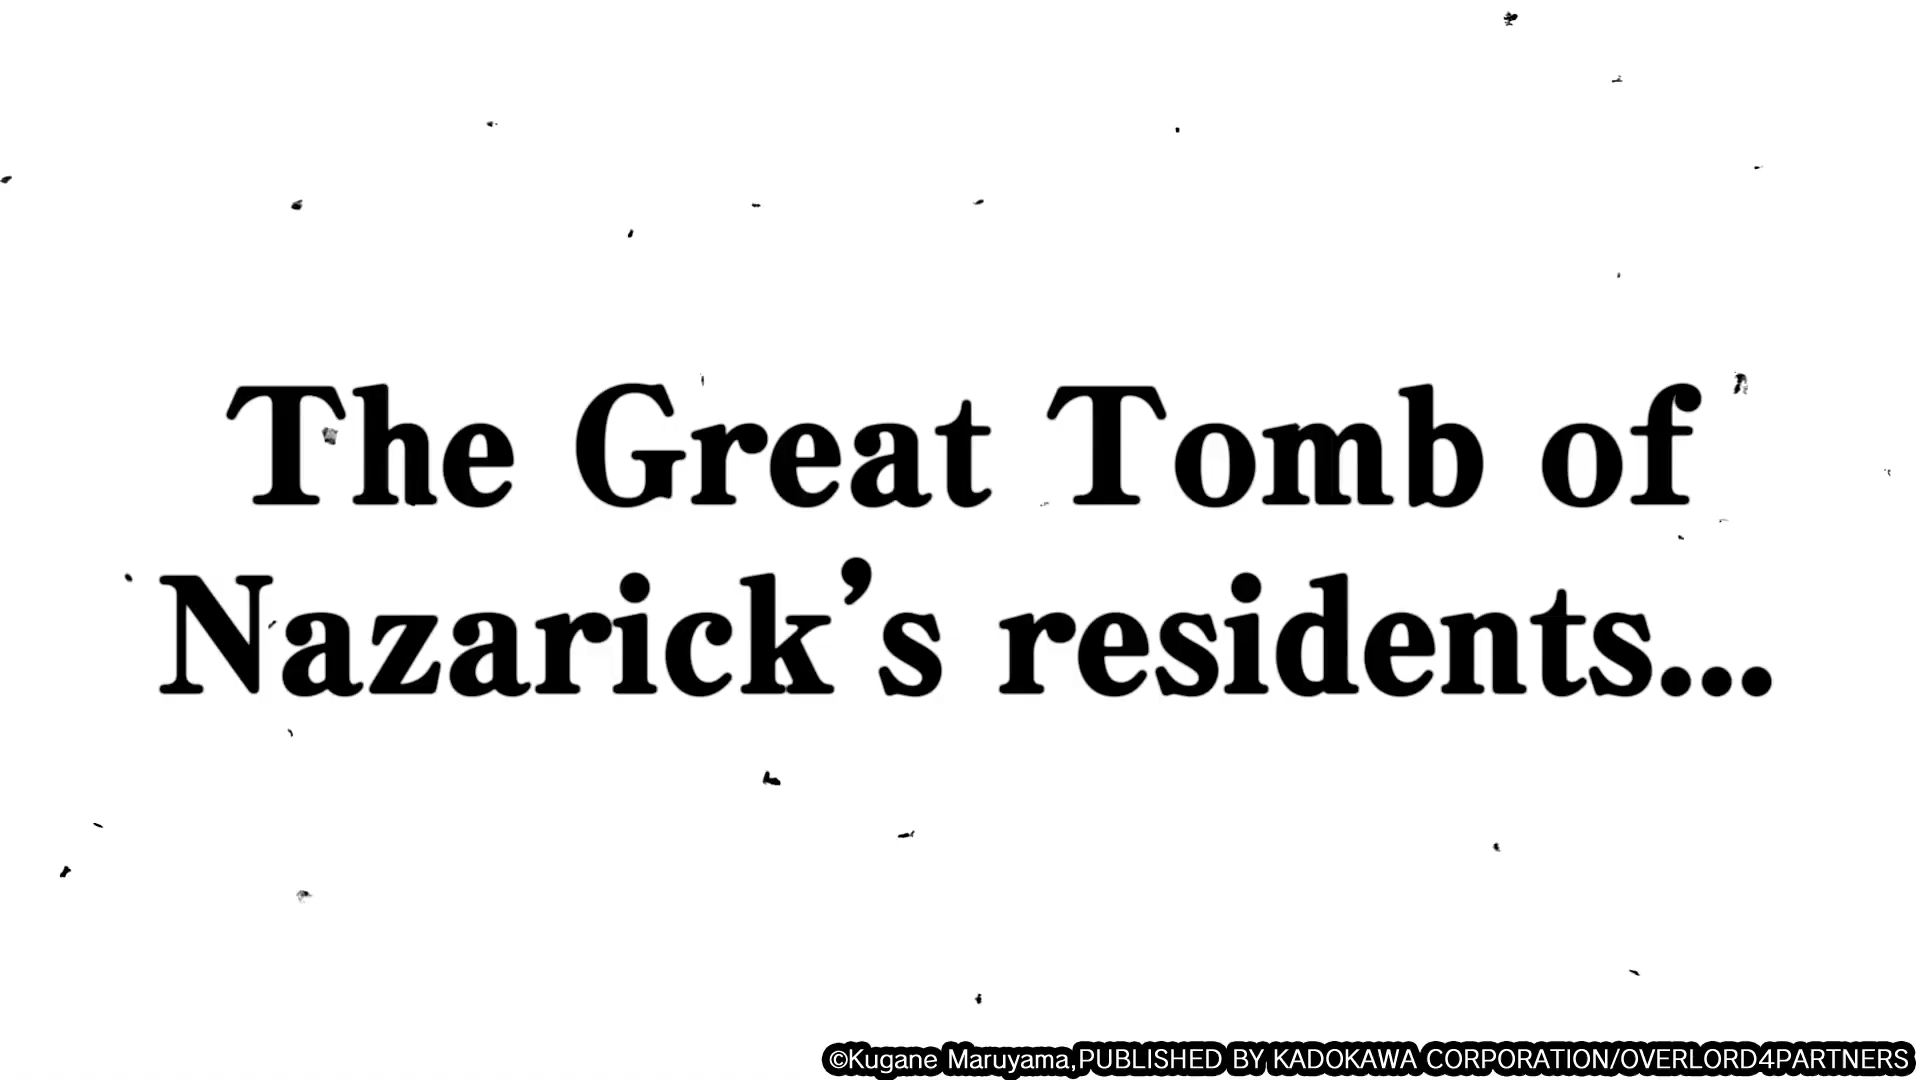 The Great Tomb of
Nazarick’s residents...
©Kugane Maruyama,PUBLISHED BY KADOKAWA CORPORATION/OVERLORD4PARTNERS